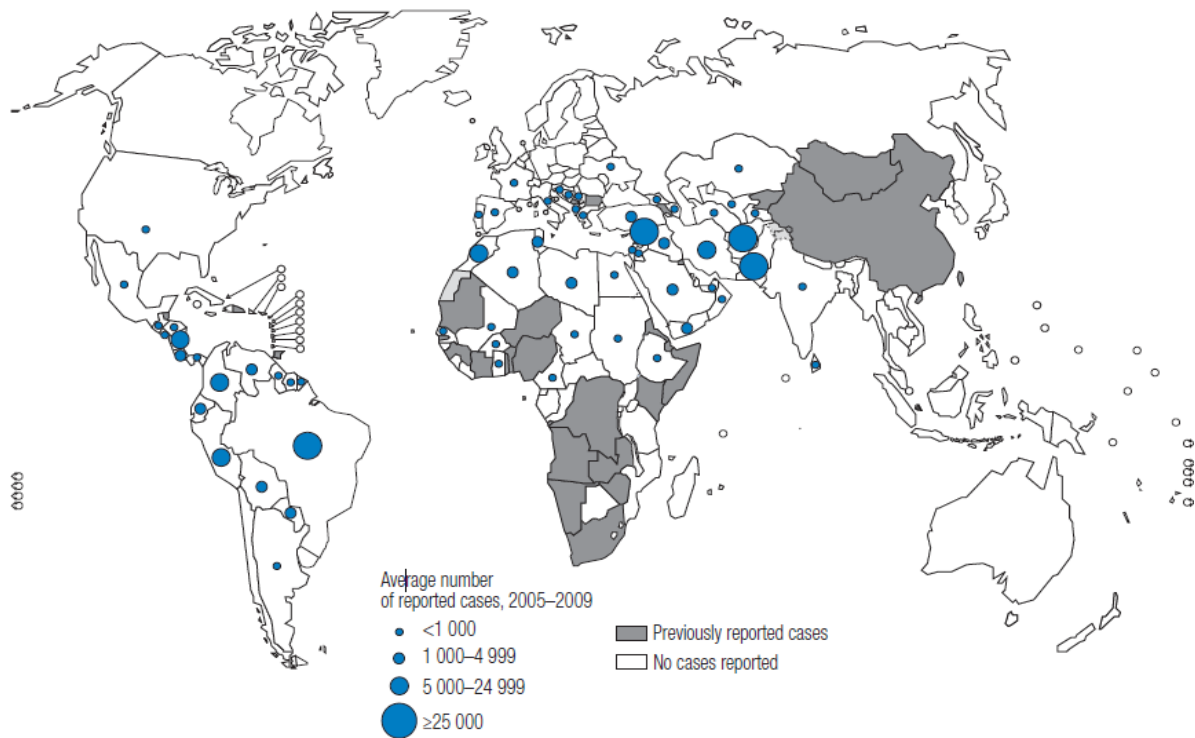 Average number
of reported cases, 2005–2009
<1 000
1 000–4 999
5 000–24 999
≥25 000
Previously reported cases
No cases reported